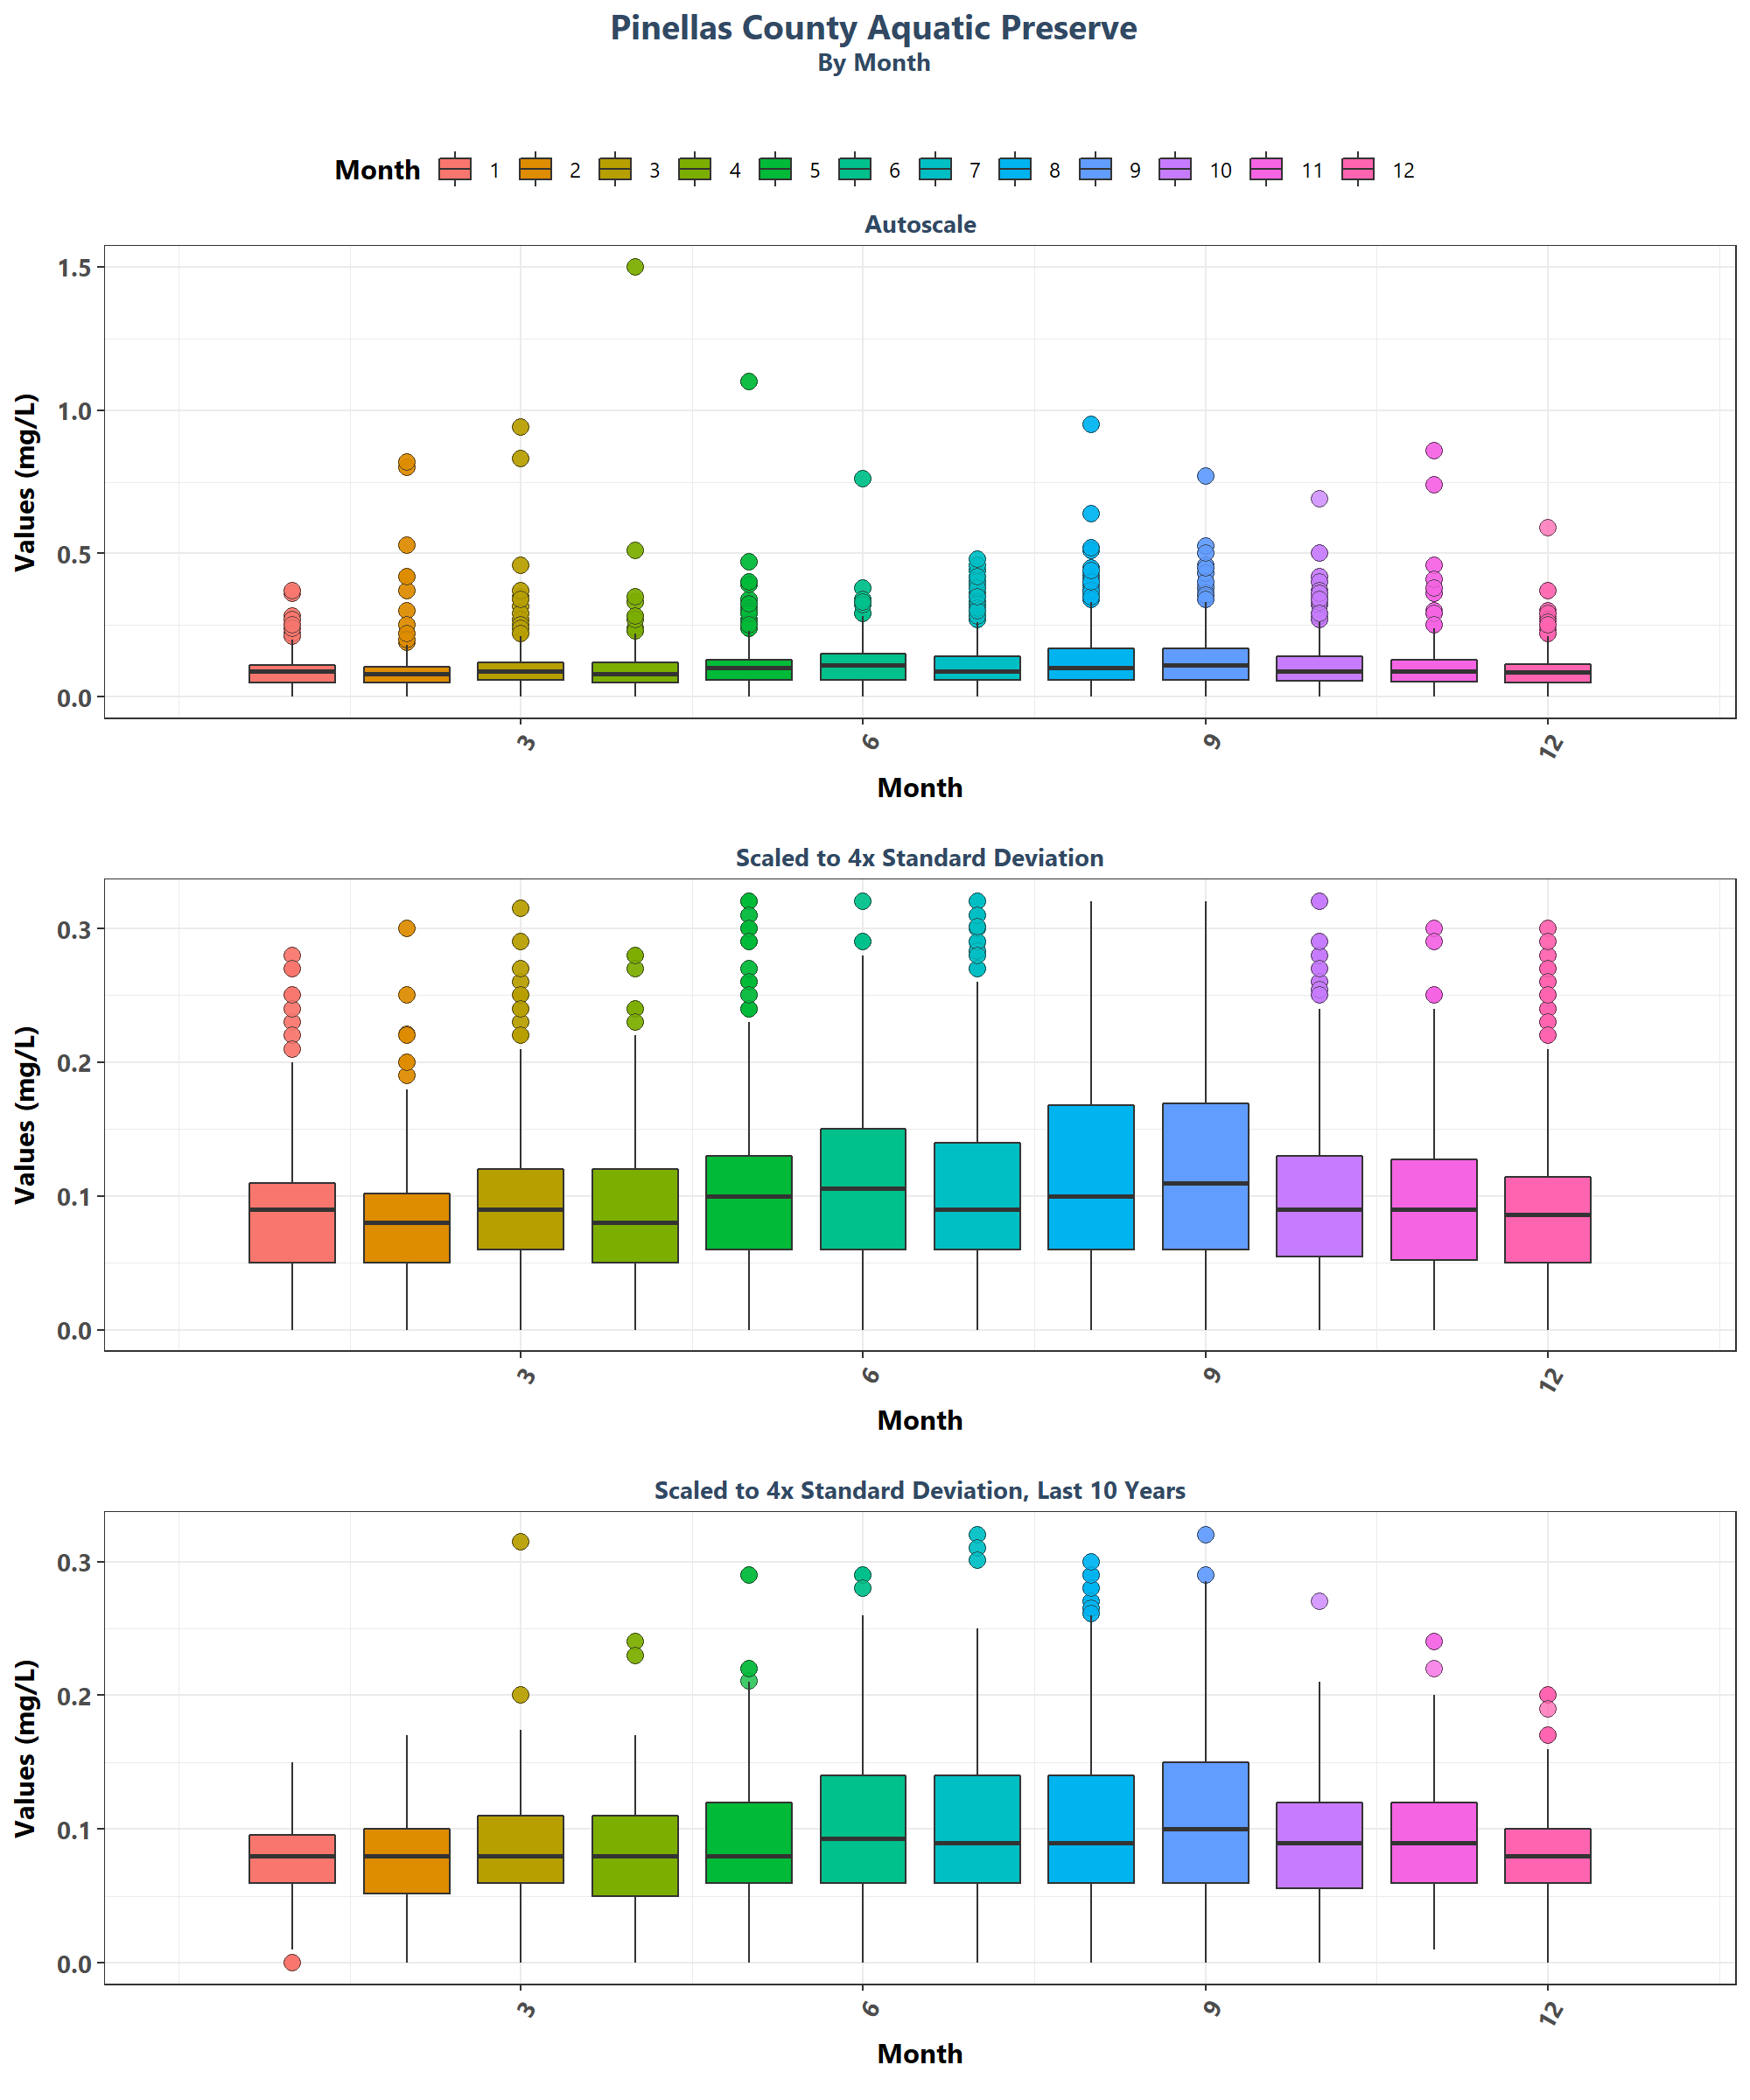 Pinellas County Aquatic Preserve
By Month
Month 1 2 3 4 5 6 7 8 9 10 11 12
Autoscale
Values (mg/L)
1.5
1.0
0.5
0.0
3 6 9 12
Month
Scaled to 4x Standard Deviation
Values (mg/L)
0.3
0.2
0.1
0.0
3 6 9 12
Month
Scaled to 4x Standard Deviation, Last 10 Years
Values (mg/L)
0.3
0.2
0.1
0.0
3 6 9 12
Month